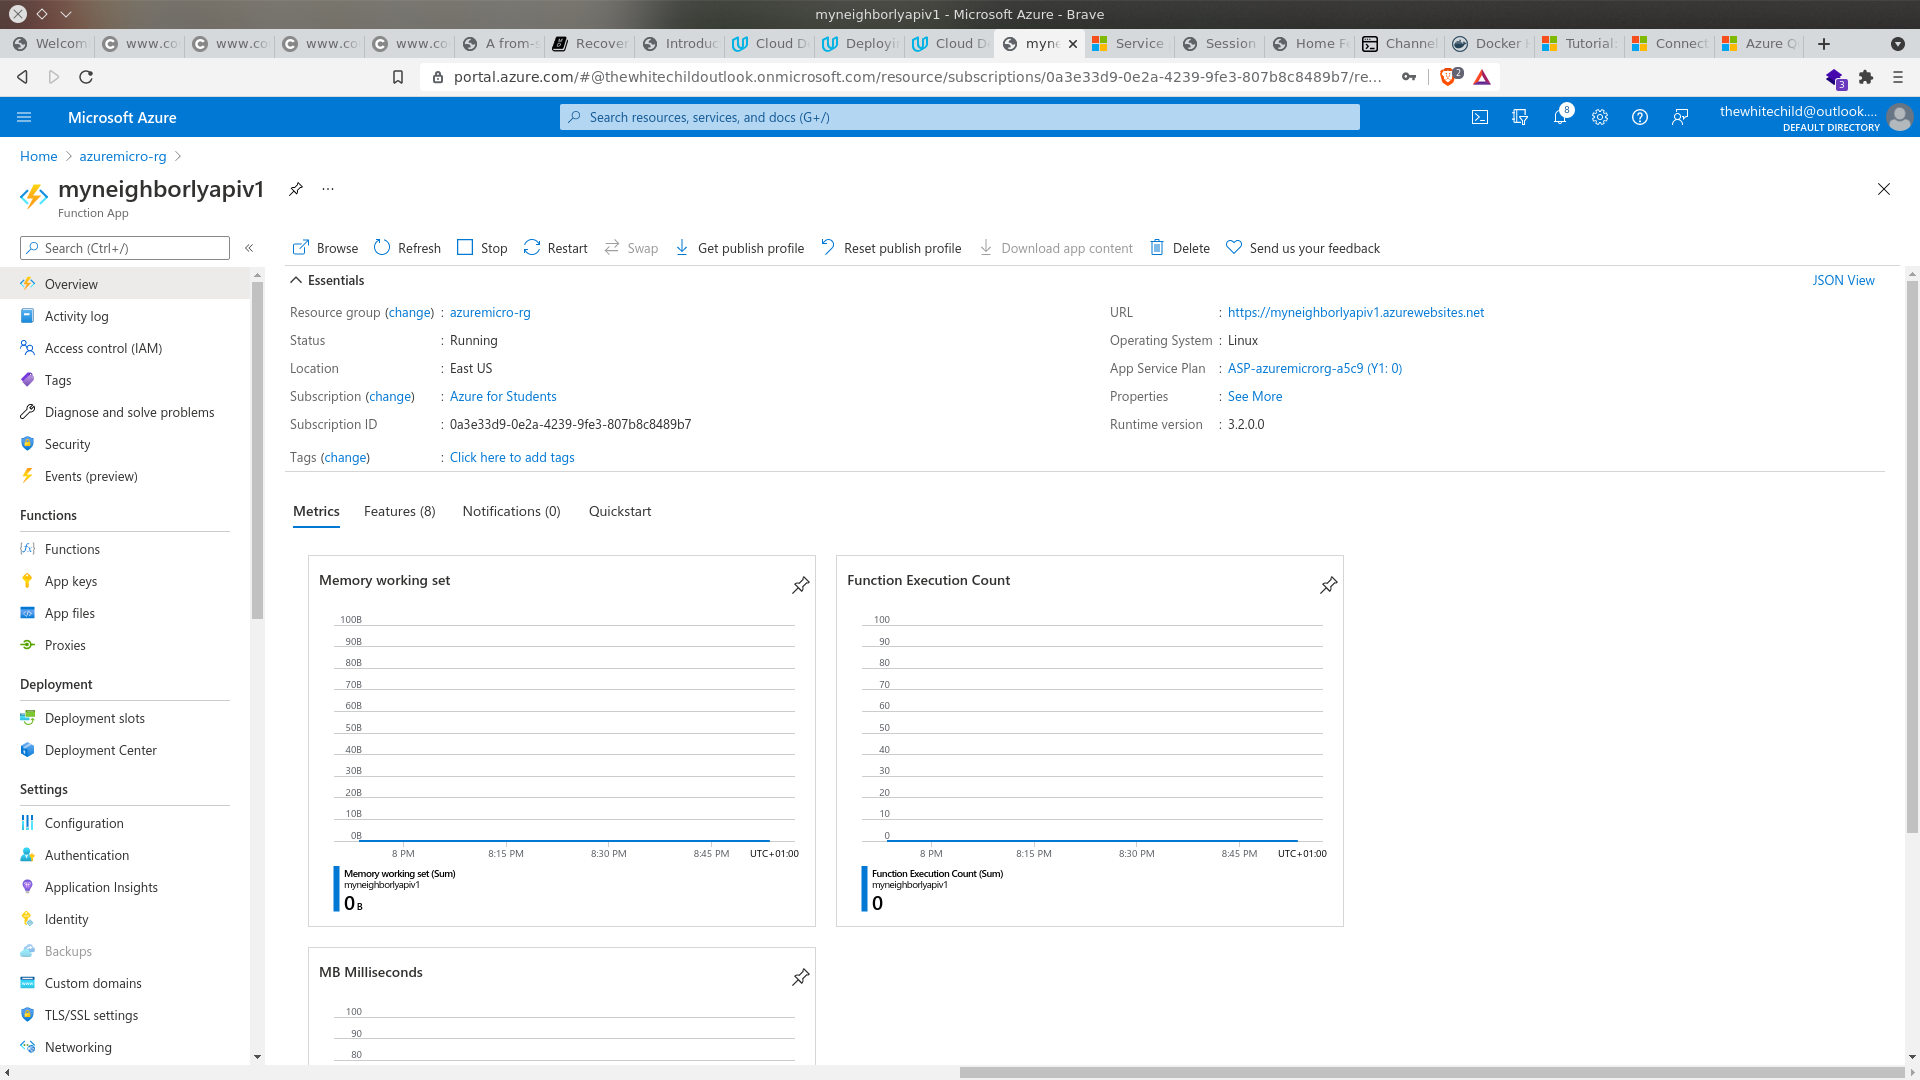 myneighborlyapiv1 - Microsoft Azure - Brave
Welcom
www.co
www.co
www.co
www.co
A from-s
Recover
Introduc
Cloud D
Deployin
Cloud D
myne
Service
Session
Home Fe
Channel
Docker H
Tutorial:
Connect
Azure Q
portal.azure.com/#@thewhitechildoutlook.onmicrosoft.com/resource/subscriptions/0a3e33d9-0e2a-4239-9fe3-807b8c8489b7/re...
2
3
Microsoft Azure
Search resources, services, and docs (G+/)
8
thewhitechild@outlook....
DEFAULT DIRECTORY
Home
azuremicro-rg
myneighborlyapiv1
Function App
Search (Ctrl+/)
Browse
Refresh
Stop
Restart
Swap
Get publish profile
Reset publish profile
Download app content
Delete
Send us your feedback
Overview
Activity log
Access control (IAM)
Tags
Diagnose and solve problems
Security
Events (preview)
Functions
Functions
App keys
App files
Proxies
Deployment
Deployment slots
Deployment Center
Settings
Configuration
Authentication
Application Insights
Identity
Backups
Custom domains
TLS/SSL settings
Networking
Essentials
JSON View
Resource group (change) : azuremicro-rg
Status : Running
Location : East US
Subscription (change) : Azure for Students
Subscription ID : 0a3e33d9-0e2a-4239-9fe3-807b8c8489b7
Tags (change) : Click here to add tags
URL : https://myneighborlyapiv1.azurewebsites.net
Operating System : Linux
App Service Plan : ASP-azuremicrorg-a5c9 (Y1: 0)
Properties : See More
Runtime version : 3.2.0.0
Metrics
Features (8)
Notifications (0)
Quickstart
Memory working set
100B
90B
80B
70B
60B
50B
40B
30B
20B
10B
0B
8 PM 8:15 PM 8:30 PM 8:45 PM UTC+01:00
Memory working set (Sum)
myneighborlyapiv1
0 B
Function Execution Count
100
90
80
70
60
50
40
30
20
10
0
8 PM 8:15 PM 8:30 PM 8:45 PM UTC+01:00
Function Execution Count (Sum)
myneighborlyapiv1
0
MB Milliseconds
100
90
80